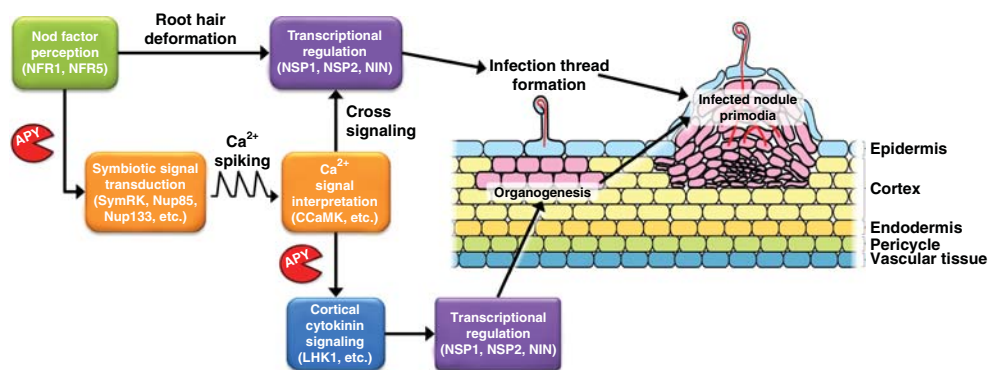 Nod factor
perception
(NFR1, NFR5)
Root hair
deformation
Transcriptional
regulation
(NSP1, NSP2, NIN)
Infection thread
formation
Infected nodule
primodia
APY
Ca2+
spiking
Cross
signaling
Symbiotic signal
transduction
(SymRK, Nup85,
Nup133, etc.)
Ca2+
signal
interpretation
(CCaMK, etc.)
Organogenesis
Epidermis
Cortex
Endodermis
Pericycle
Vascular tissue
APY
Cortical
cytokinin
signaling
(LHK1, etc.)
Transcriptional
regulation
(NSP1, NSP2, NIN)